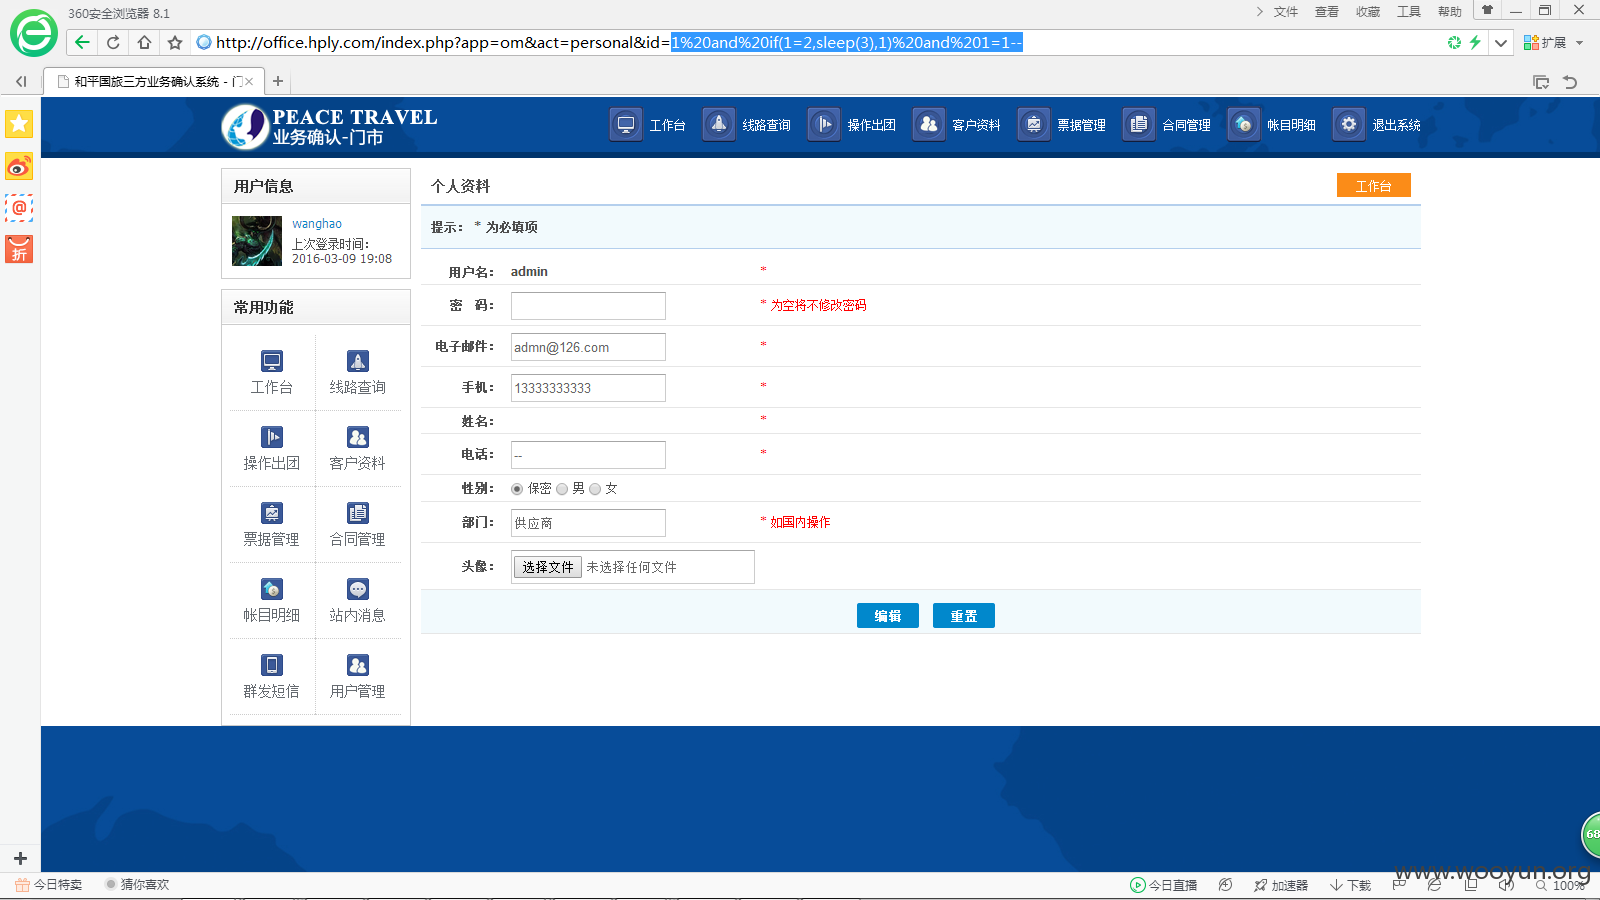 360安全浏览器 8.1
文件 查看 收藏 工具 帮助
http://office.hply.com/index.php?app=om&act=personal&id=1%20and%20if(1=2,sleep(3),1)%20and%201=1--
扩展
和平国旅三方业务确认系统 - 门
PEACE TRAVEL
业务确认-门市
工作台 线路查询 操作出团 客户资料 票据管理 合同管理 帐目明细 退出系统
用户信息
wanghao
上次登录时间：
2016-03-09 19:08
常用功能
工作台 线路查询
操作出团 客户资料
票据管理 合同管理
帐目明细 站内消息
群发短信 用户管理
个人资料
工作台
提示： * 为必填项
用户名： admin *
密 码： * 为空将不修改密码
电子邮件： admn@126.com *
手机： 13333333333 *
姓名： *
电话： -- *
性别： 保密 男 女
部门： 供应商 * 如国内操作
头像： 选择文件 未选择任何文件
编辑 重置
@
折
68
www.wooyun.org
今日特卖 猜你喜欢
今日直播 加速器 下载 100%